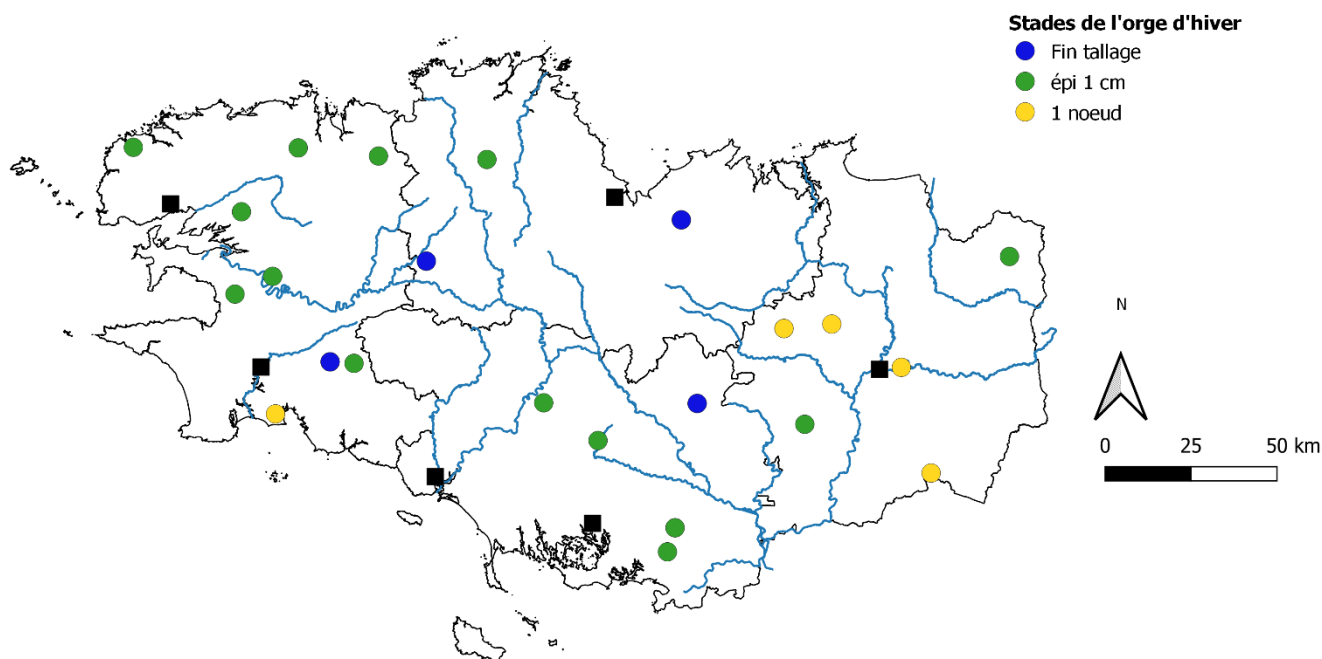 Stades de l'orge d'hiver
Fin tallage
épi 1 cm
1 noeud
N
0 25 50 km